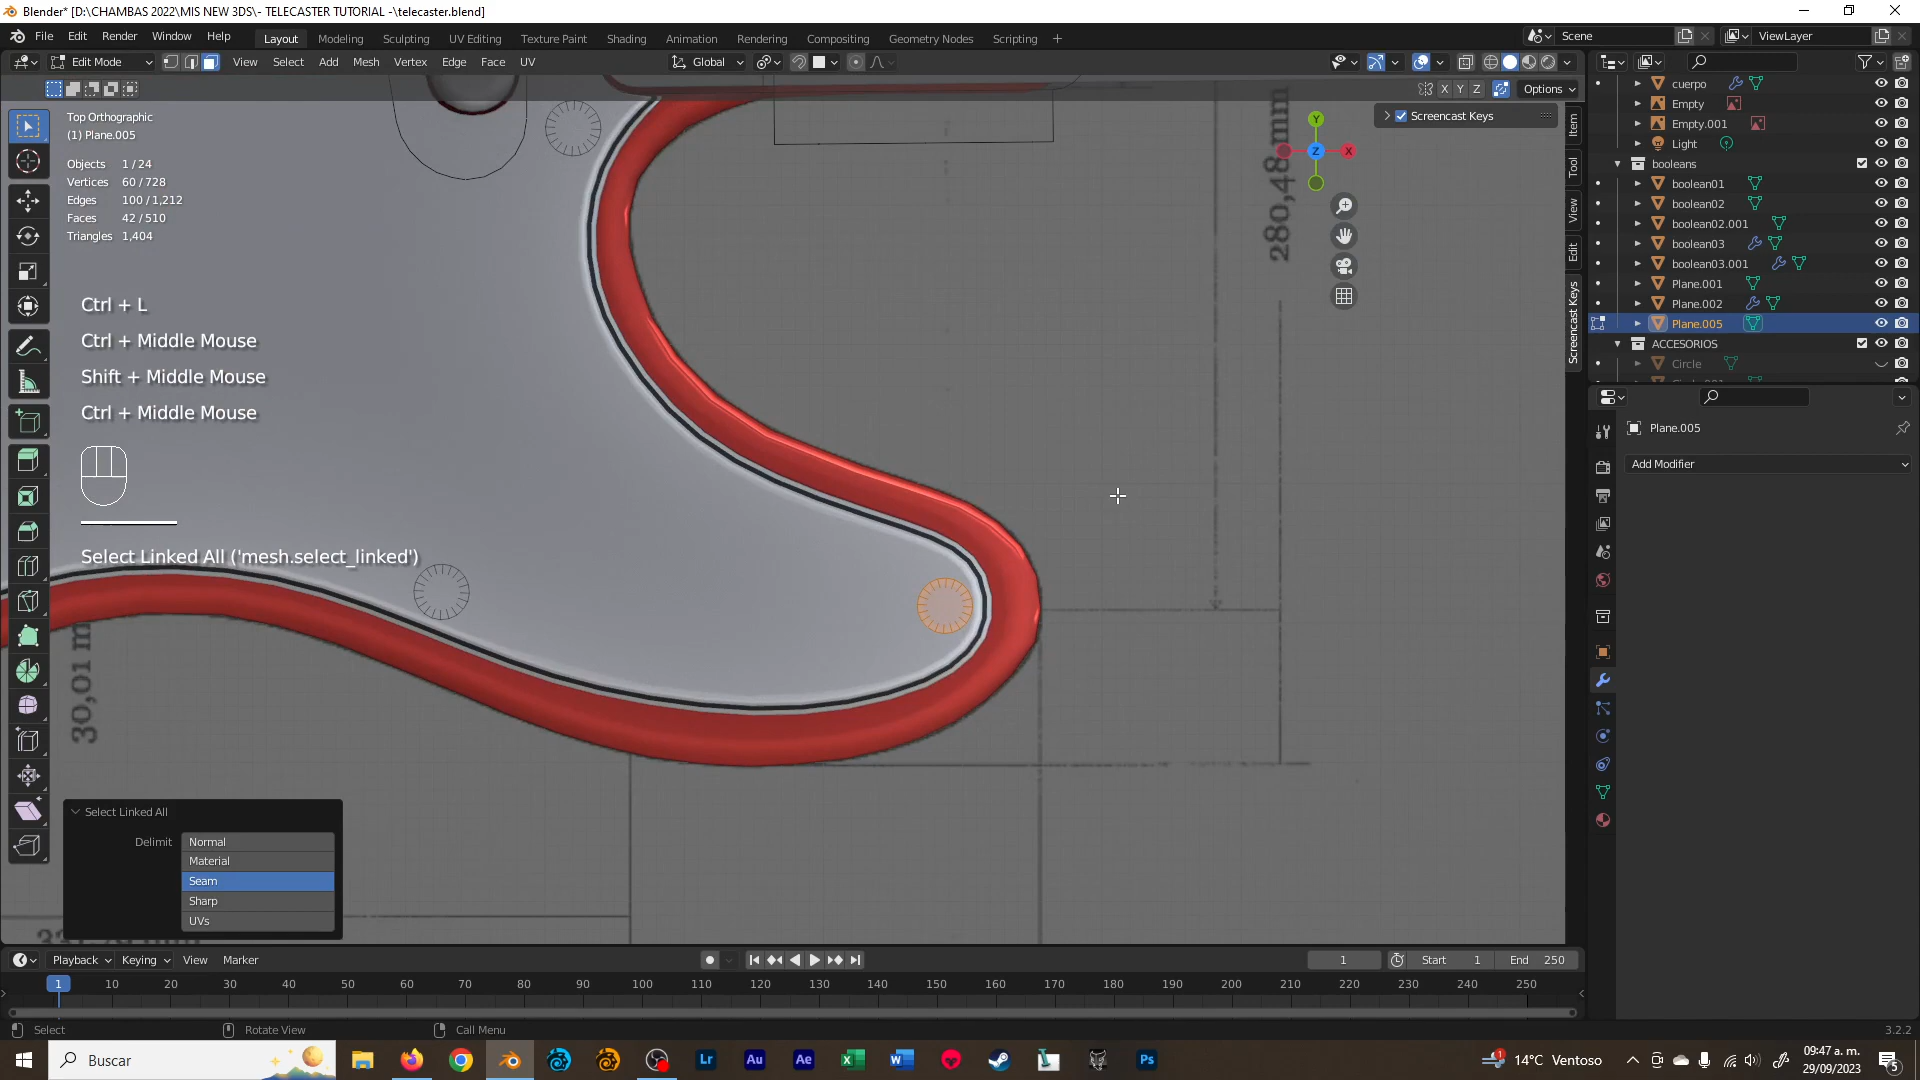 Blender* [D:\CHAMBAS 2022\MIS NEW 3DS\- TELECASTER TUTORIAL -\telecaster.blend]
File Edit Render Window Help Layout Modeling Sculpting UV Editing Texture Paint Shading Animation Rendering Compositing Geometry Nodes Scripting + Scene ViewLayer
Edit Mode View Select Add Mesh Vertex Edge Face UV Global
X Y Z Options
Top Orthographic
(1) Plane.005
Objects 1 / 24
Vertices 60 / 728
Edges 100 / 1,212
Faces 42 / 510
Triangles 1,404
Ctrl + L
Ctrl + Middle Mouse
Shift + Middle Mouse
Ctrl + Middle Mouse
Select Linked All ('mesh.select_linked')
280,48 mm
30,01 m
Screencast Keys
Y
Z
X
Item
Tool
View
Edit
Screencast Keys
cuerpo
Empty
Empty.001
Light
booleans
boolean01
boolean02
boolean02.001
boolean03
boolean03.001
Plane.001
Plane.002
Plane.005
ACCESORIOS
Circle
Plane.005
Add Modifier
Select Linked All
Delimit Normal
Material
Seam
Sharp
UVs
Playback Keying View Marker 1 Start 1 End 250
1 10 20 30 40 50 60 70 80 90 100 110 120 130 140 150 160 170 180 190 200 210 220 230 240 250
Select Rotate View Call Menu 3.2.2
Buscar Lr Au Ae Ps 1 14°C Ventoso 09:47 a. m.
29/09/2023 5